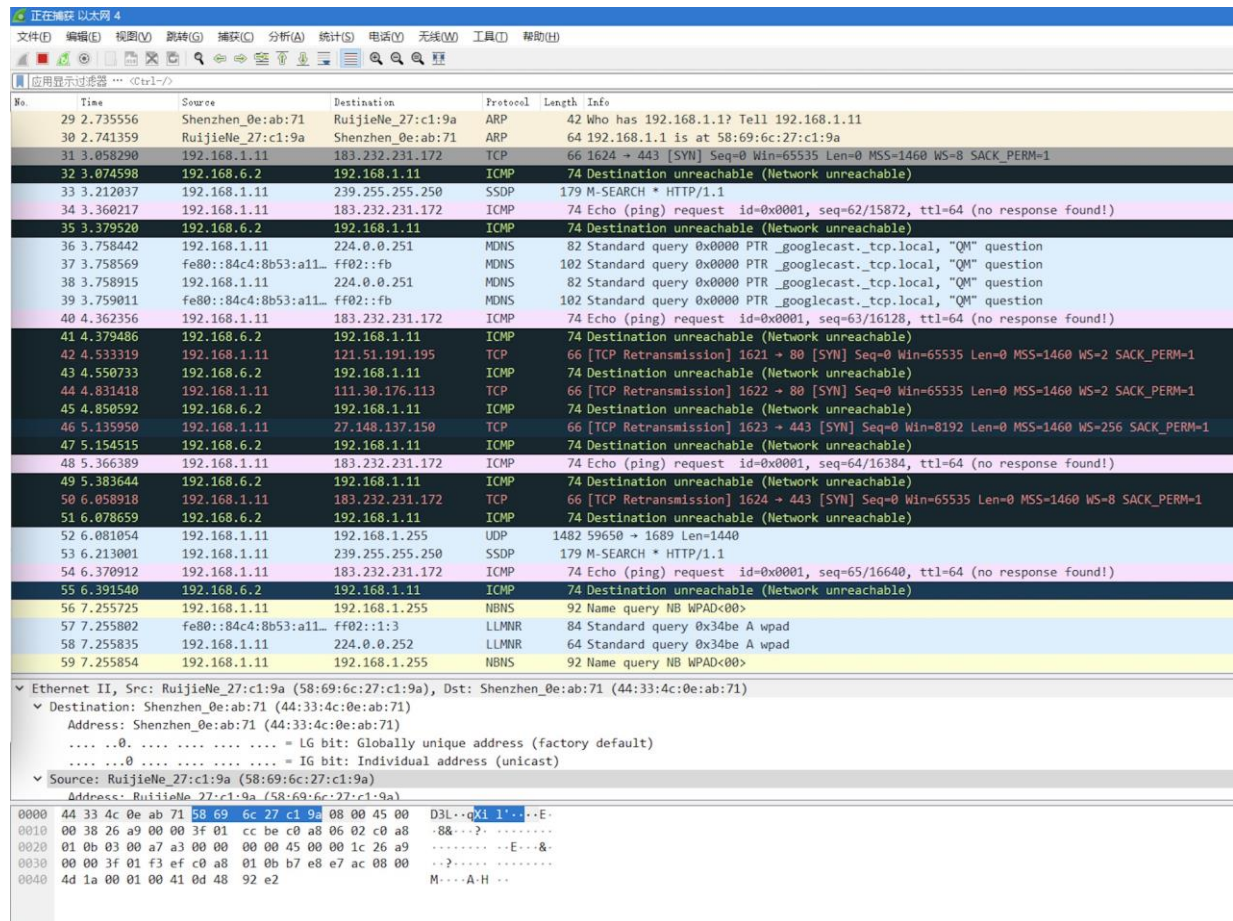 正在捕获 以太网 4
文件(F) 编辑(E) 视图(V) 跳转(G) 捕获(C) 分析(A) 统计(S) 电话(Y) 无线(W) 工具(T) 帮助(H)
应用显示过滤器 … <Ctrl-/>
No. Time Source Destination Protocol Length Info
29 2.735556 Shenzhen_0e:ab:71 RuijieNe_27:c1:9a ARP 42 Who has 192.168.1.1? Tell 192.168.1.11
30 2.741359 RuijieNe_27:c1:9a Shenzhen_0e:ab:71 ARP 64 192.168.1.1 is at 58:69:6c:27:c1:9a
31 3.058290 192.168.1.11 183.232.231.172 TCP 66 1624 → 443 [SYN] Seq=0 Win=65535 Len=0 MSS=1460 WS=8 SACK_PERM=1
32 3.074598 192.168.6.2 192.168.1.11 ICMP 74 Destination unreachable (Network unreachable)
33 3.212037 192.168.1.11 239.255.255.250 SSDP 179 M-SEARCH * HTTP/1.1
34 3.360217 192.168.1.11 183.232.231.172 ICMP 74 Echo (ping) request id=0x0001, seq=62/15872, ttl=64 (no response found!)
35 3.379520 192.168.6.2 192.168.1.11 ICMP 74 Destination unreachable (Network unreachable)
36 3.758442 192.168.1.11 224.0.0.251 MDNS 82 Standard query 0x0000 PTR _googlecast._tcp.local, "QM" question
37 3.758569 fe80::84c4:8b53:a11… ff02::fb MDNS 102 Standard query 0x0000 PTR _googlecast._tcp.local, "QM" question
38 3.758915 192.168.1.11 224.0.0.251 MDNS 82 Standard query 0x0000 PTR _googlecast._tcp.local, "QM" question
39 3.759011 fe80::84c4:8b53:a11… ff02::fb MDNS 102 Standard query 0x0000 PTR _googlecast._tcp.local, "QM" question
40 4.362356 192.168.1.11 183.232.231.172 ICMP 74 Echo (ping) request id=0x0001, seq=63/16128, ttl=64 (no response found!)
41 4.379486 192.168.6.2 192.168.1.11 ICMP 74 Destination unreachable (Network unreachable)
42 4.533319 192.168.1.11 121.51.191.195 TCP 66 [TCP Retransmission] 1621 → 80 [SYN] Seq=0 Win=65535 Len=0 MSS=1460 WS=2 SACK_PERM=1
43 4.550733 192.168.6.2 192.168.1.11 ICMP 74 Destination unreachable (Network unreachable)
44 4.831418 192.168.1.11 111.30.176.113 TCP 66 [TCP Retransmission] 1622 → 80 [SYN] Seq=0 Win=65535 Len=0 MSS=1460 WS=2 SACK_PERM=1
45 4.850592 192.168.6.2 192.168.1.11 ICMP 74 Destination unreachable (Network unreachable)
46 5.135950 192.168.1.11 27.148.137.150 TCP 66 [TCP Retransmission] 1623 → 443 [SYN] Seq=0 Win=8192 Len=0 MSS=1460 WS=256 SACK_PERM=1
47 5.154515 192.168.6.2 192.168.1.11 ICMP 74 Destination unreachable (Network unreachable)
48 5.366389 192.168.1.11 183.232.231.172 ICMP 74 Echo (ping) request id=0x0001, seq=64/16384, ttl=64 (no response found!)
49 5.383644 192.168.6.2 192.168.1.11 ICMP 74 Destination unreachable (Network unreachable)
50 6.058918 192.168.1.11 183.232.231.172 TCP 66 [TCP Retransmission] 1624 → 443 [SYN] Seq=0 Win=65535 Len=0 MSS=1460 WS=8 SACK_PERM=1
51 6.078659 192.168.6.2 192.168.1.11 ICMP 74 Destination unreachable (Network unreachable)
52 6.081054 192.168.1.11 192.168.1.255 UDP 1482 59650 → 1689 Len=1440
53 6.213001 192.168.1.11 239.255.255.250 SSDP 179 M-SEARCH * HTTP/1.1
54 6.370912 192.168.1.11 183.232.231.172 ICMP 74 Echo (ping) request id=0x0001, seq=65/16640, ttl=64 (no response found!)
55 6.391540 192.168.6.2 192.168.1.11 ICMP 74 Destination unreachable (Network unreachable)
56 7.255725 192.168.1.11 192.168.1.255 NBNS 92 Name query NB WPAD<00>
57 7.255802 fe80::84c4:8b53:a11… ff02::1:3 LLMNR 84 Standard query 0x34be A wpad
58 7.255835 192.168.1.11 224.0.0.252 LLMNR 64 Standard query 0x34be A wpad
59 7.255854 192.168.1.11 192.168.1.255 NBNS 92 Name query NB WPAD<00>
Ethernet II, Src: RuijieNe_27:c1:9a (58:69:6c:27:c1:9a), Dst: Shenzhen_0e:ab:71 (44:33:4c:0e:ab:71)
Destination: Shenzhen_0e:ab:71 (44:33:4c:0e:ab:71)
Address: Shenzhen_0e:ab:71 (44:33:4c:0e:ab:71)
.... ..0. .... .... .... .... = LG bit: Globally unique address (factory default)
.... ...0 .... .... .... .... = IG bit: Individual address (unicast)
Source: RuijieNe_27:c1:9a (58:69:6c:27:c1:9a)
Address: RuijieNe_27:c1:9a (58:69:6c:27:c1:9a)
0000 44 33 4c 0e ab 71 58 69 6c 27 c1 9a 08 00 45 00 D3L··qXi l'····E·
0010 00 38 26 a9 00 00 3f 01 cc be c0 a8 06 02 c0 a8 ·8&···?· ········
0020 01 0b 03 00 a7 a3 00 00 00 00 45 00 00 1c 26 a9 ········ ··E···&·
0030 00 00 3f 01 f3 ef c0 a8 01 0b b7 e8 e7 ac 08 00 ··?····· ········
0040 4d 1a 00 01 00 41 0d 48 92 e2 M····A·H ··